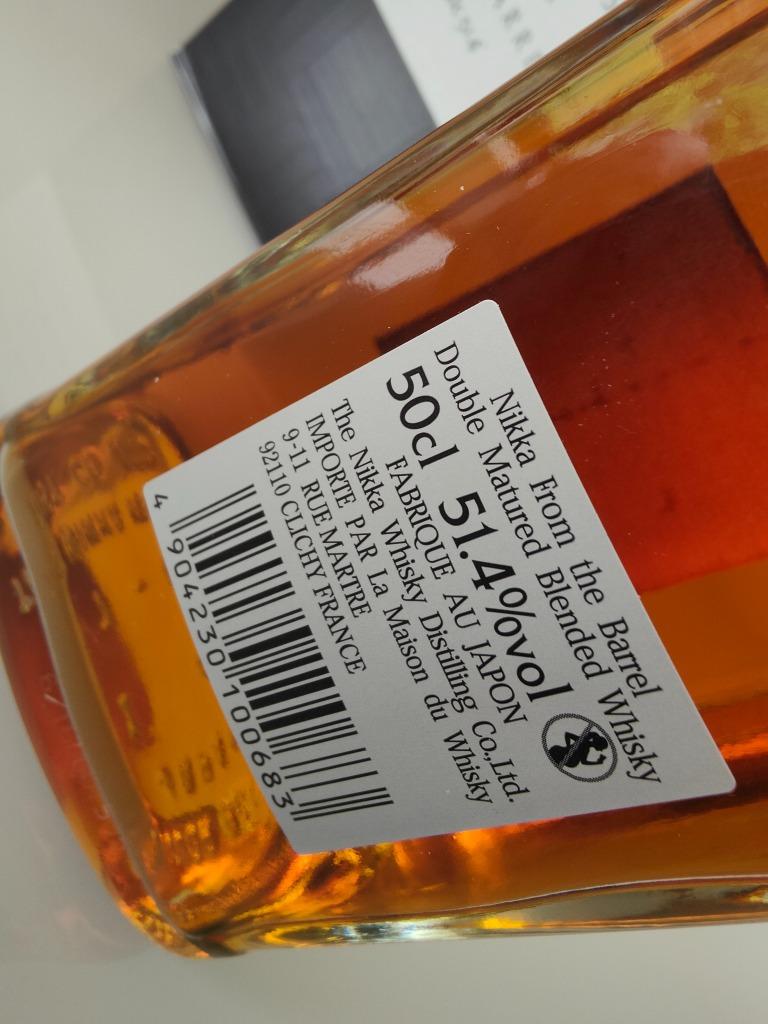 Nikka From the Barrel
Double Matured Blended Whisky
50cl 51.4%vol
FABRIQUE AU JAPON
The Nikka Whisky Distilling Co.,Ltd.
IMPORTE PAR La Maison du Whisky
9-11 RUE MARTRE
92110 CLICHY FRANCE
4 904230 100683